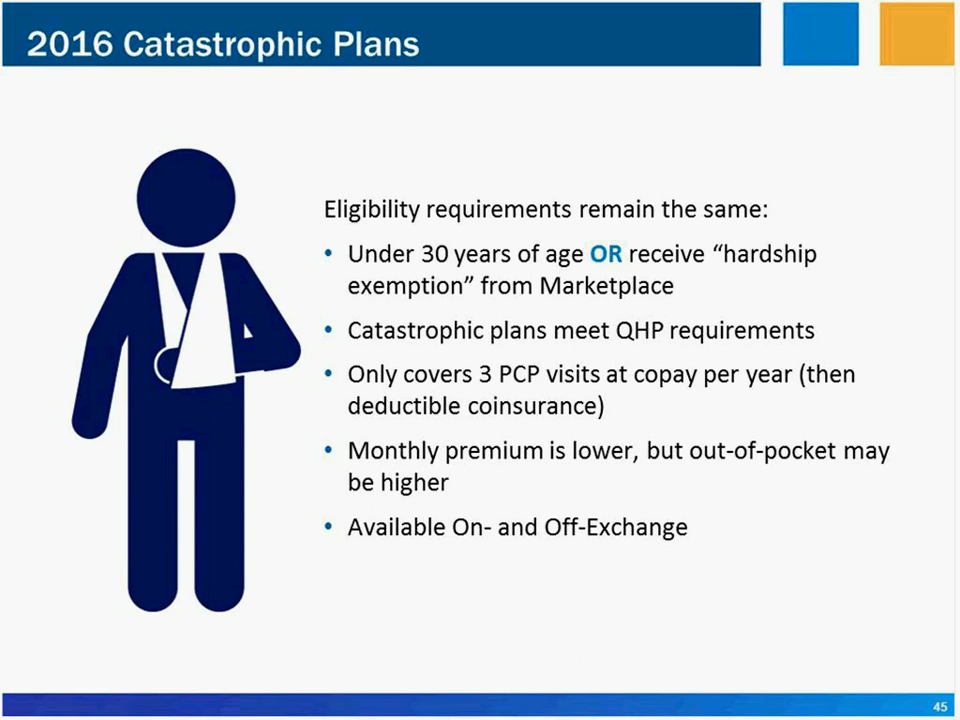 2016 Catastrophic Plans
Eligibility requirements remain the same:
• Under 30 years of age OR receive “hardship
exemption” from Marketplace
• Catastrophic plans meet QHP requirements
• Only covers 3 PCP visits at copay per year (then
deductible coinsurance)
• Monthly premium is lower, but out-of-pocket may
be higher
• Available On- and Off-Exchange
45